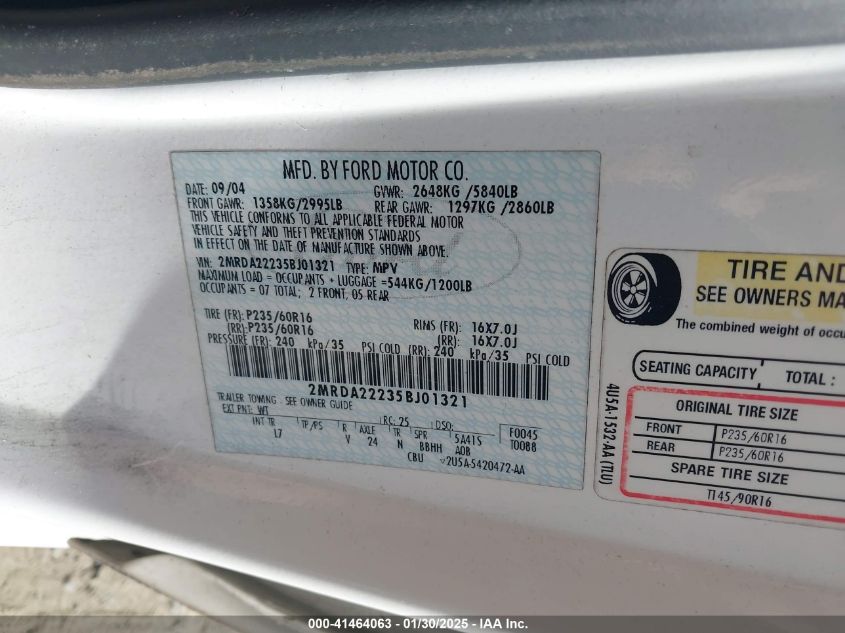 MFD. BY FORD MOTOR CO.
DATE: 09/04 GVWR: 2648KG /5840LB
FRONT GAWR: 1358KG/2995LB REAR GAWR: 1297KG /2860LB
THIS VEHICLE CONFORMS TO ALL APPLICABLE FEDERAL MOTOR
VEHICLE SAFETY AND THEFT PREVENTION STANDARDS
IN EFFECT ON THE DATE OF MANUFACTURE SHOWN ABOVE.
VIN: 2MRDA22235BJ01321 TYPE: MPV
MAXIMUM LOAD = OCCUPANTS + LUGGAGE =544KG/1200LB
OCCUPANTS = 07 TOTAL; 2 FRONT, 05 REAR
TIRE (FR): P235/60R16 RIMS (FR): 16X7.0J
(RR): P235/60R16 (RR): 16X7.0J
PRESSURE (FR): 240 kPa/35 PSI COLD (RR): 240 kPa/35 PSI COLD
2MRDA22235BJ01321
TRAILER TOWING - SEE OWNER GUIDE
EXT PNT: WT RC: 25 DSO: F0045
INT TR TP/PS R AXLE TR SPR 5A41S T0088
L7 V 24 N BBHH AOB
CBU v2U5A-5420472-AA
TIRE AND
SEE OWNERS MA
The combined weight of occu
SEATING CAPACITY TOTAL :
ORIGINAL TIRE SIZE
FRONT P235/60R16
REAR P235/60R16
SPARE TIRE SIZE
T145/90R16
4U5A-1532-AA (TLU)
000-41464063 - 01/30/2025 - IAA Inc.